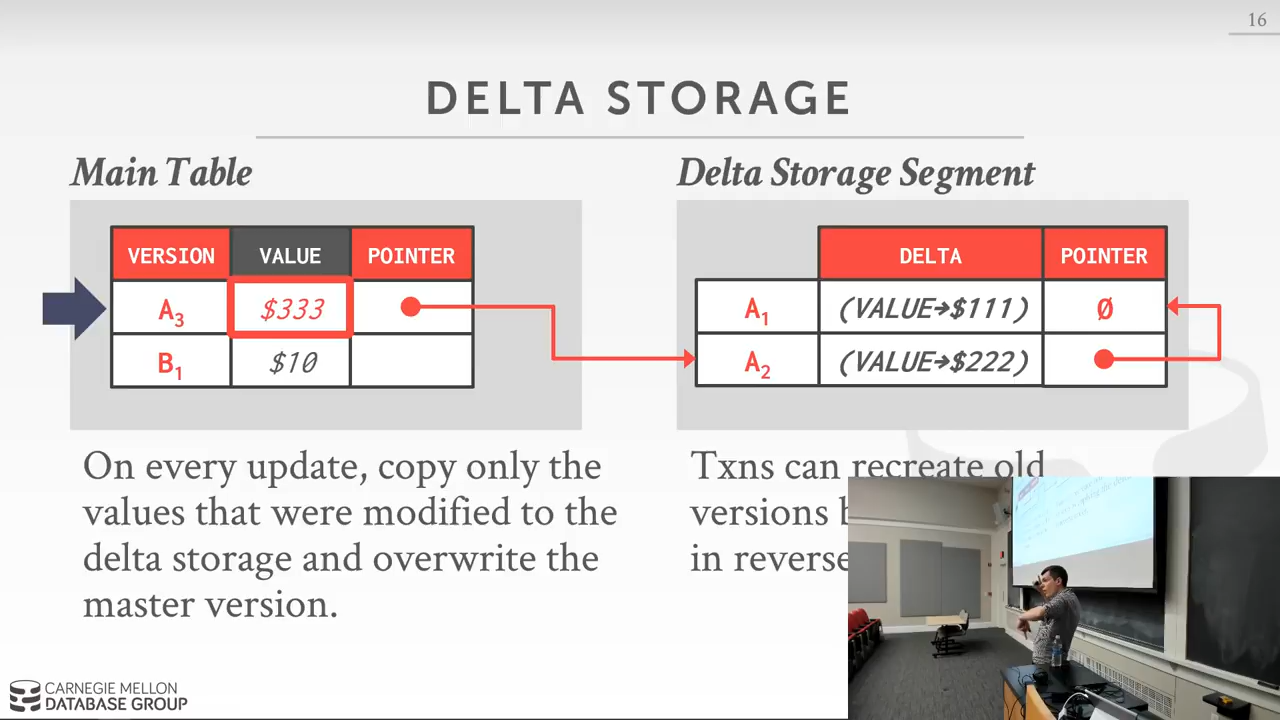 16
DELTA STORAGE
Main Table
VERSION VALUE POINTER
A3 $333
B1 $10
On every update, copy only the
values that were modified to the
delta storage and overwrite the
master version.
Delta Storage Segment
DELTA POINTER
A1 (VALUE→$111) Ø
A2 (VALUE→$222)
Txns can recreate old
versions
in reverse
CARNEGIE MELLON
DATABASE GROUP